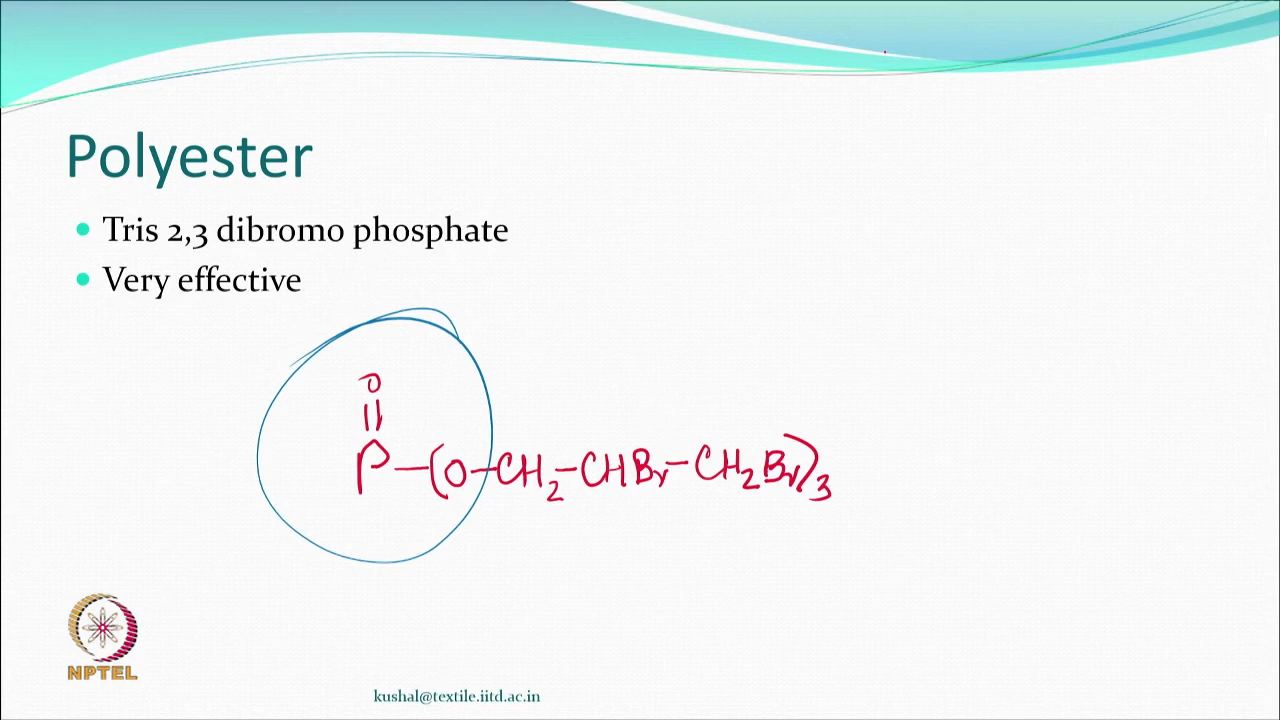 Polyester
Tris 2,3 dibromo phosphate
Very effective
O
||
P–(O–CH₂–CHBr–CH₂Br)₃
NPTEL
kushal@textile.iitd.ac.in